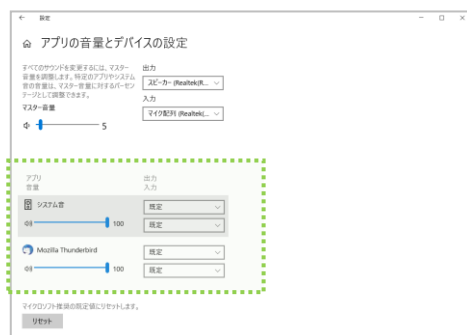 設定
アプリの音量とデバイスの設定
すべてのサウンドを変更するには、マスター
音量を調整します。特定のアプリやシステム
音の音量は、マスター音量に対するパーセン
テージとして調整できます。
マスター音量
5
出力
スピーカー (Realtek(R...
入力
マイク配列 (Realtek(...
アプリ
音量
出力
入力
システム音
100
既定
既定
Mozilla Thunderbird
100
既定
既定
マイクロソフト推奨の既定値にリセットします。
リセット